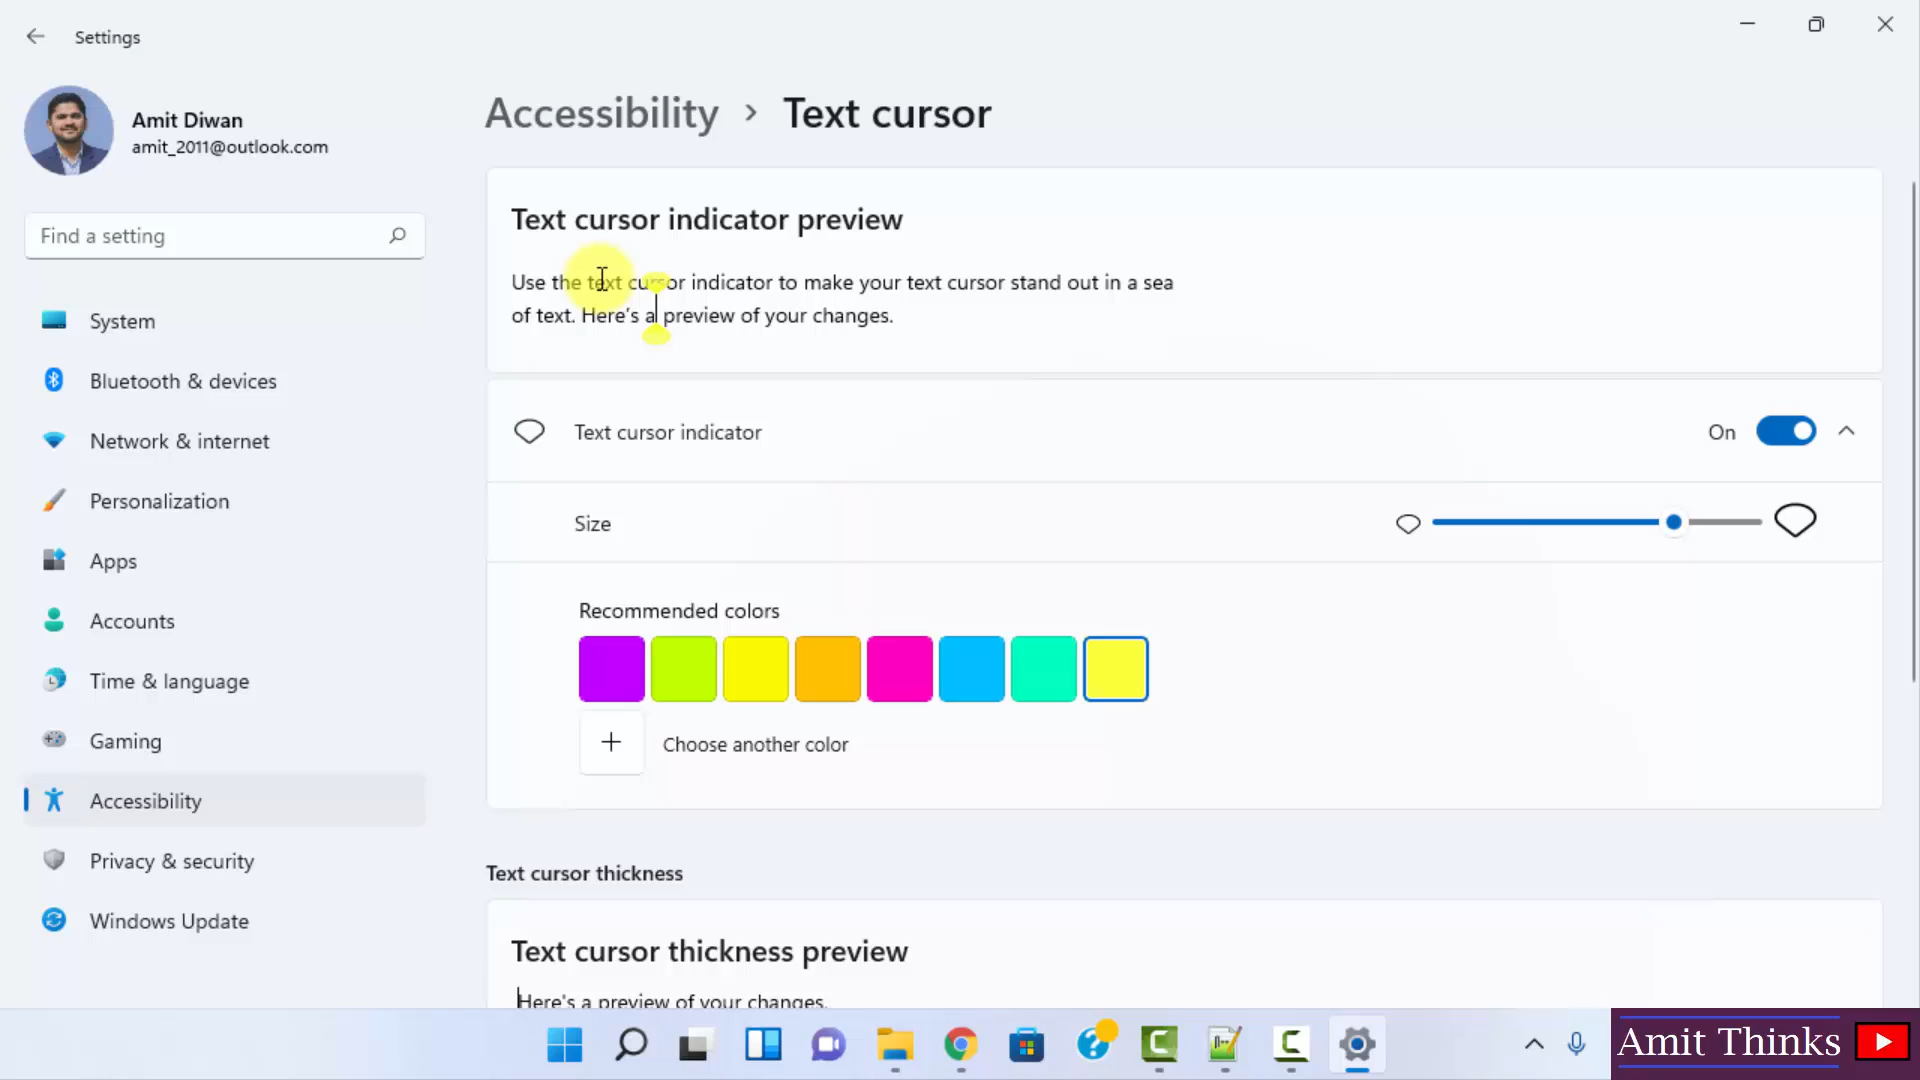 Settings
Amit Diwan
amit_2011@outlook.com
Find a setting
System
Bluetooth & devices
Network & internet
Personalization
Apps
Accounts
Time & language
Gaming
Accessibility
Privacy & security
Windows Update
Accessibility > Text cursor
Text cursor indicator preview
Use the text cursor indicator to make your text cursor stand out in a sea
of text. Here's a preview of your changes.
Text cursor indicator
On
Size
Recommended colors
Choose another color
Text cursor thickness
Text cursor thickness preview
Here's a preview of your changes.
Amit Thinks